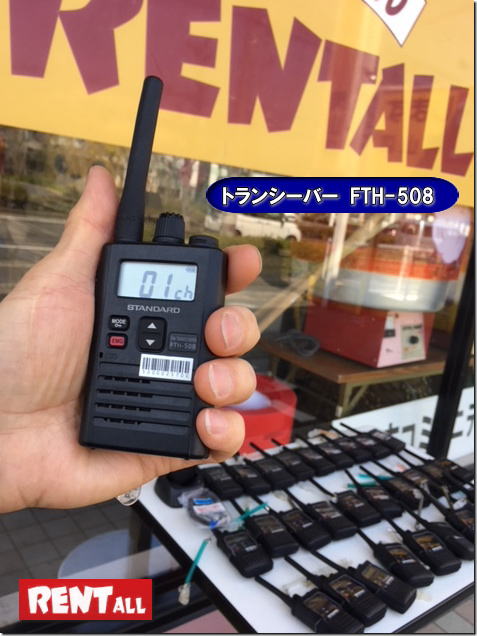 RENTALL
トランシーバー FTH-508
01ch
STANDARD
MODE
EMG
FTH-508
RENTALL